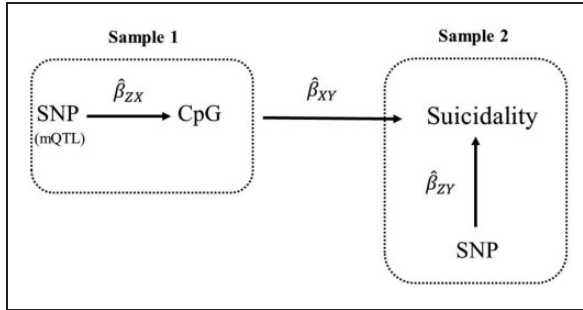 Sample 1
Sample 2
β̂ZX
β̂XY
SNP
CpG
Suicidality
(mQTL)
β̂ZY
SNP